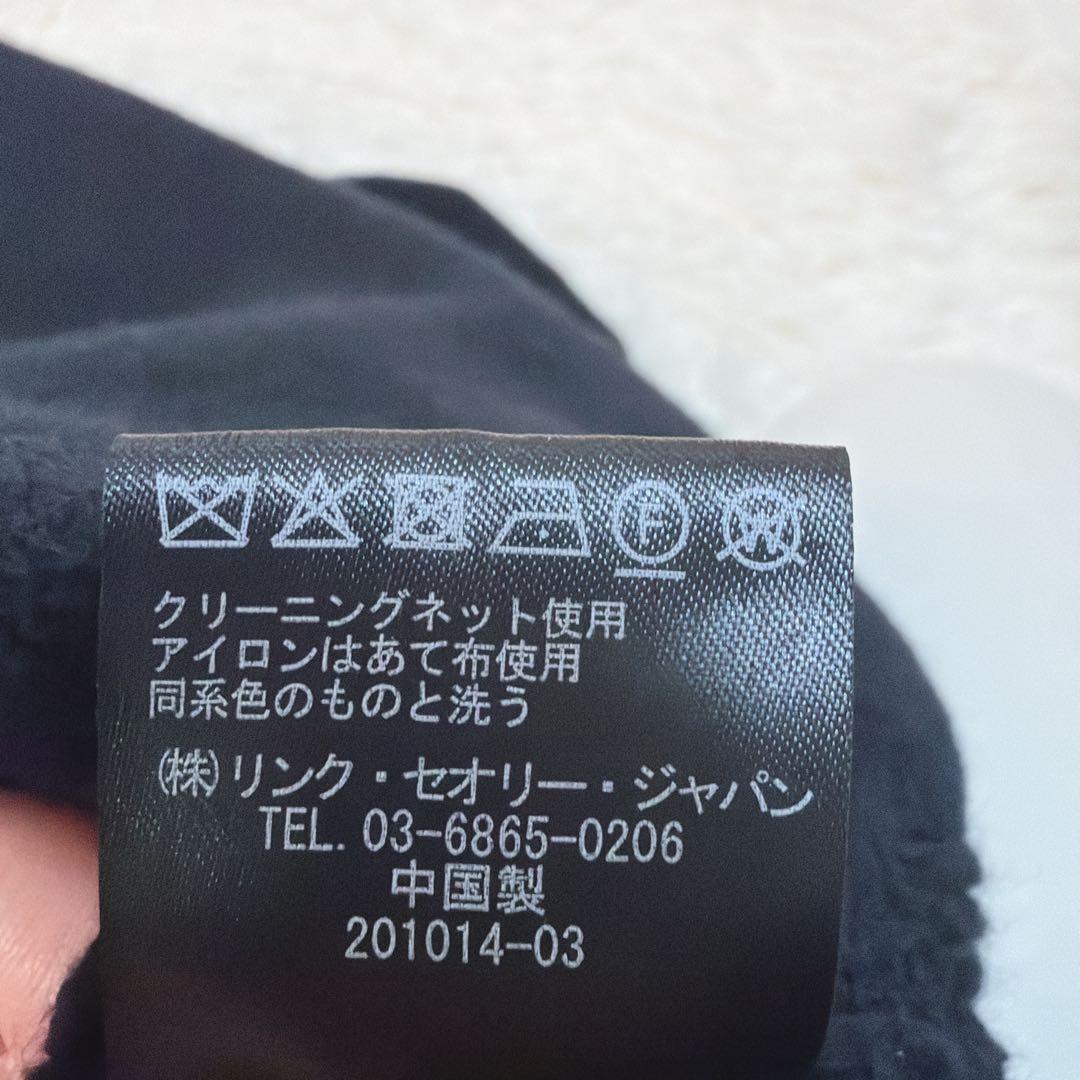 F W
クリーニングネット使用
アイロンはあて布使用
同系色のものと洗う
㈱リンク・セオリー・ジャパン
TEL. 03-6865-0206
中国製
201014-03